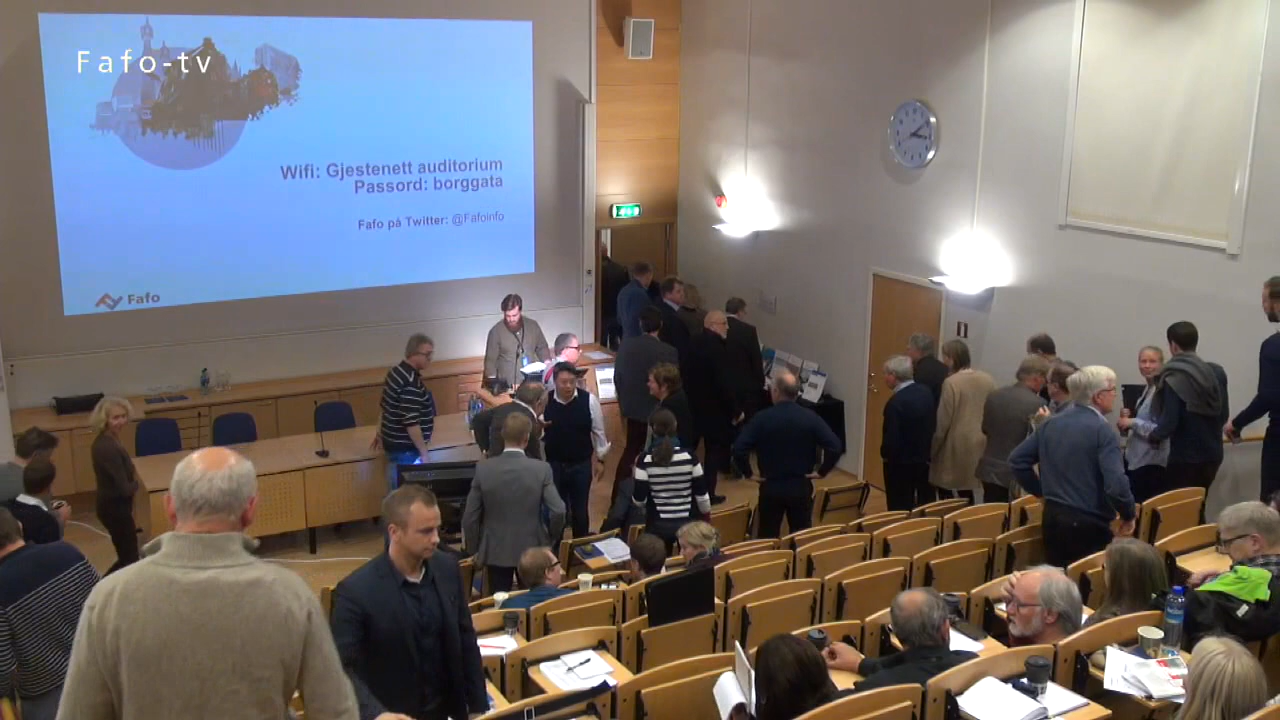 Fafo-tv
Wifi: Gjestenett auditorium
Passord: borggata
Fafo på Twitter: @Fafoinfo
Fafo